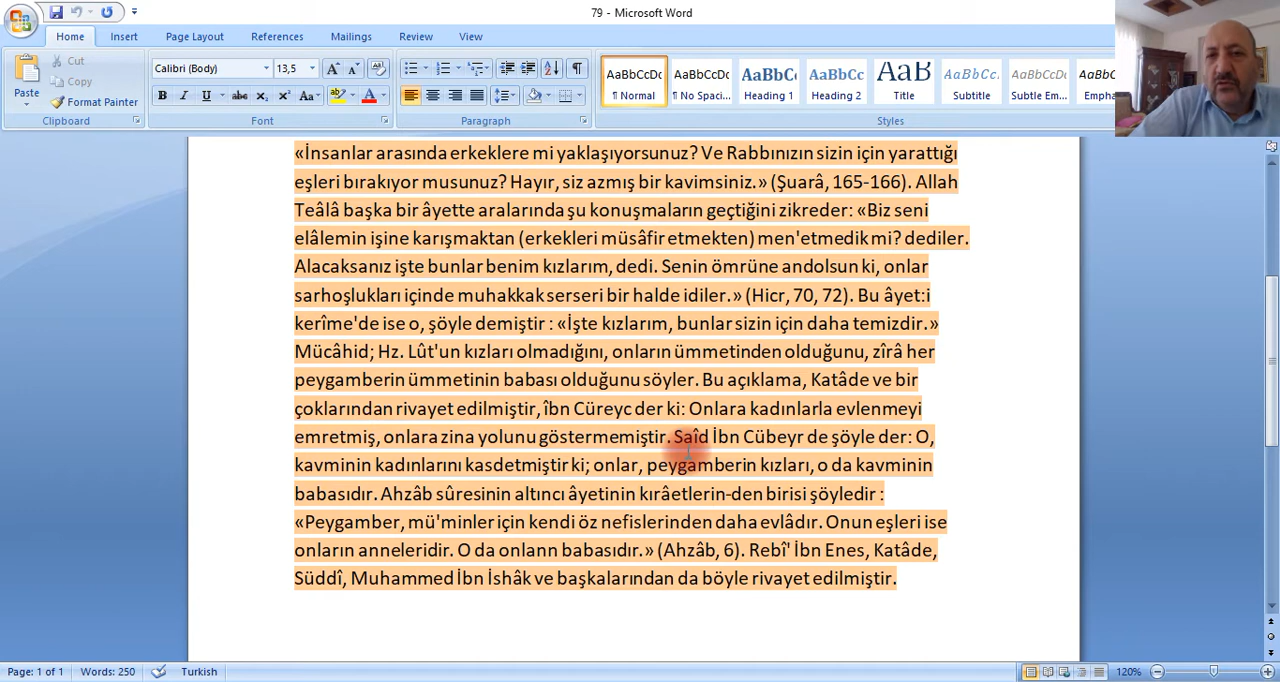 79 - Microsoft Word
Home Insert Page Layout References Mailings Review View
Paste
Cut
Copy
Format Painter
Clipboard
Calibri (Body) 13,5
Font
Paragraph
AaBbCcDc AaBbCcDc AaBbCc AaBbCc AaB AaBbCc. AaBbCcDc AaBbCcDc
¶ Normal ¶ No Spaci... Heading 1 Heading 2 Title Subtitle Subtle Em... Empha
Styles
«İnsanlar arasında erkeklere mi yaklaşıyorsunuz? Ve Rabbınızın sizin için yarattığı
eşleri bırakıyor musunuz? Hayır, siz azmış bir kavimsiniz.» (Şuarâ, 165-166). Allah
Teâlâ başka bir âyette aralarında şu konuşmaların geçtiğini zikreder: «Biz seni
elâlemin işine karışmaktan (erkekleri müsâfir etmekten) men'etmedik mi? dediler.
Alacaksanız işte bunlar benim kızlarım, dedi. Senin ömrüne andolsun ki, onlar
sarhoşlukları içinde muhakkak serseri bir halde idiler.» (Hicr, 70, 72). Bu âyet:i
kerîme'de ise o, şöyle demiştir : «İşte kızlarım, bunlar sizin için daha temizdir.»
Mücâhid; Hz. Lût'un kızları olmadığını, onların ümmetinden olduğunu, zîrâ her
peygamberin ümmetinin babası olduğunu söyler. Bu açıklama, Katâde ve bir
çoklarından rivayet edilmiştir, îbn Cüreyc der ki: Onlara kadınlarla evlenmeyi
emretmiş, onlara zina yolunu göstermemiştir. Saîd İbn Cübeyr de şöyle der: O,
kavminin kadınlarını kasdetmiştir ki; onlar, peygamberin kızları, o da kavminin
babasıdır. Ahzâb sûresinin altıncı âyetinin kırâetlerin-den birisi şöyledir :
«Peygamber, mü'minler için kendi öz nefislerinden daha evlâdır. Onun eşleri ise
onların anneleridir. O da onlann babasıdır.» (Ahzâb, 6). Rebî' İbn Enes, Katâde,
Süddî, Muhammed İbn İshâk ve başkalarından da böyle rivayet edilmiştir.
Page: 1 of 1 Words: 250 Turkish 120%